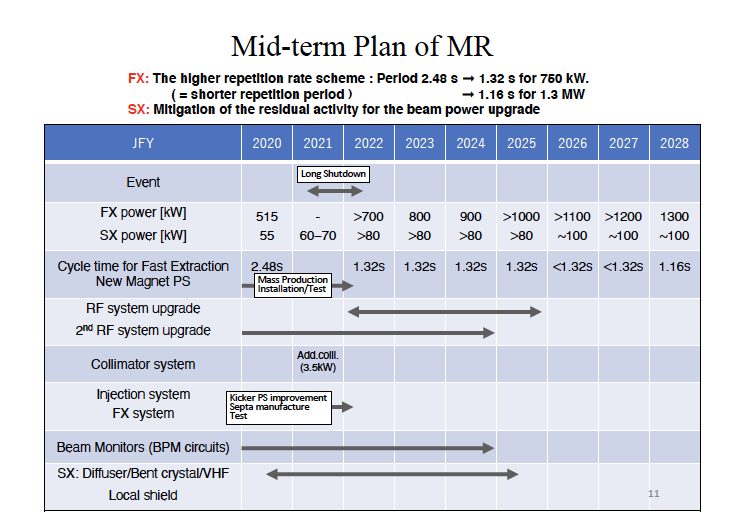 Mid-term Plan of MR
FX: The higher repetition rate scheme : Period 2.48 s → 1.32 s for 750 kW.
( = shorter repetition period ) → 1.16 s for 1.3 MW
SX: Mitigation of the residual activity for the beam power upgrade
JFY 2020 2021 2022 2023 2024 2025 2026 2027 2028
Event Long Shutdown
FX power [kW] 515 - >700 800 900 >1000 >1100 >1200 1300
SX power [kW] 55 60–70 >80 >80 >80 >80 ~100 ~100 ~100
Cycle time for Fast Extraction 2.48s 1.32s 1.32s 1.32s 1.32s <1.32s <1.32s 1.16s
New Magnet PS Mass Production
Installation/Test
RF system upgrade
2nd RF system upgrade
Collimator system Add.coll.
(3.5kW)
Injection system Kicker PS improvement
FX system Septa manufacture
Test
Beam Monitors (BPM circuits)
SX: Diffuser/Bent crystal/VHF
Local shield
11